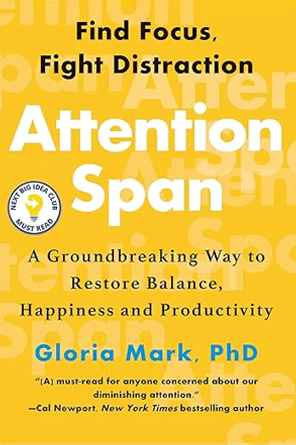 Find Focus,
Fight Distraction
Attention
Span
NEXT BIG IDEA CLUB
MUST READ
A Groundbreaking Way to
Restore Balance,
Happiness and Productivity
Gloria Mark, PhD
“(A) must-read for anyone concerned about our
diminishing attention.”
—Cal Newport, New York Times bestselling author